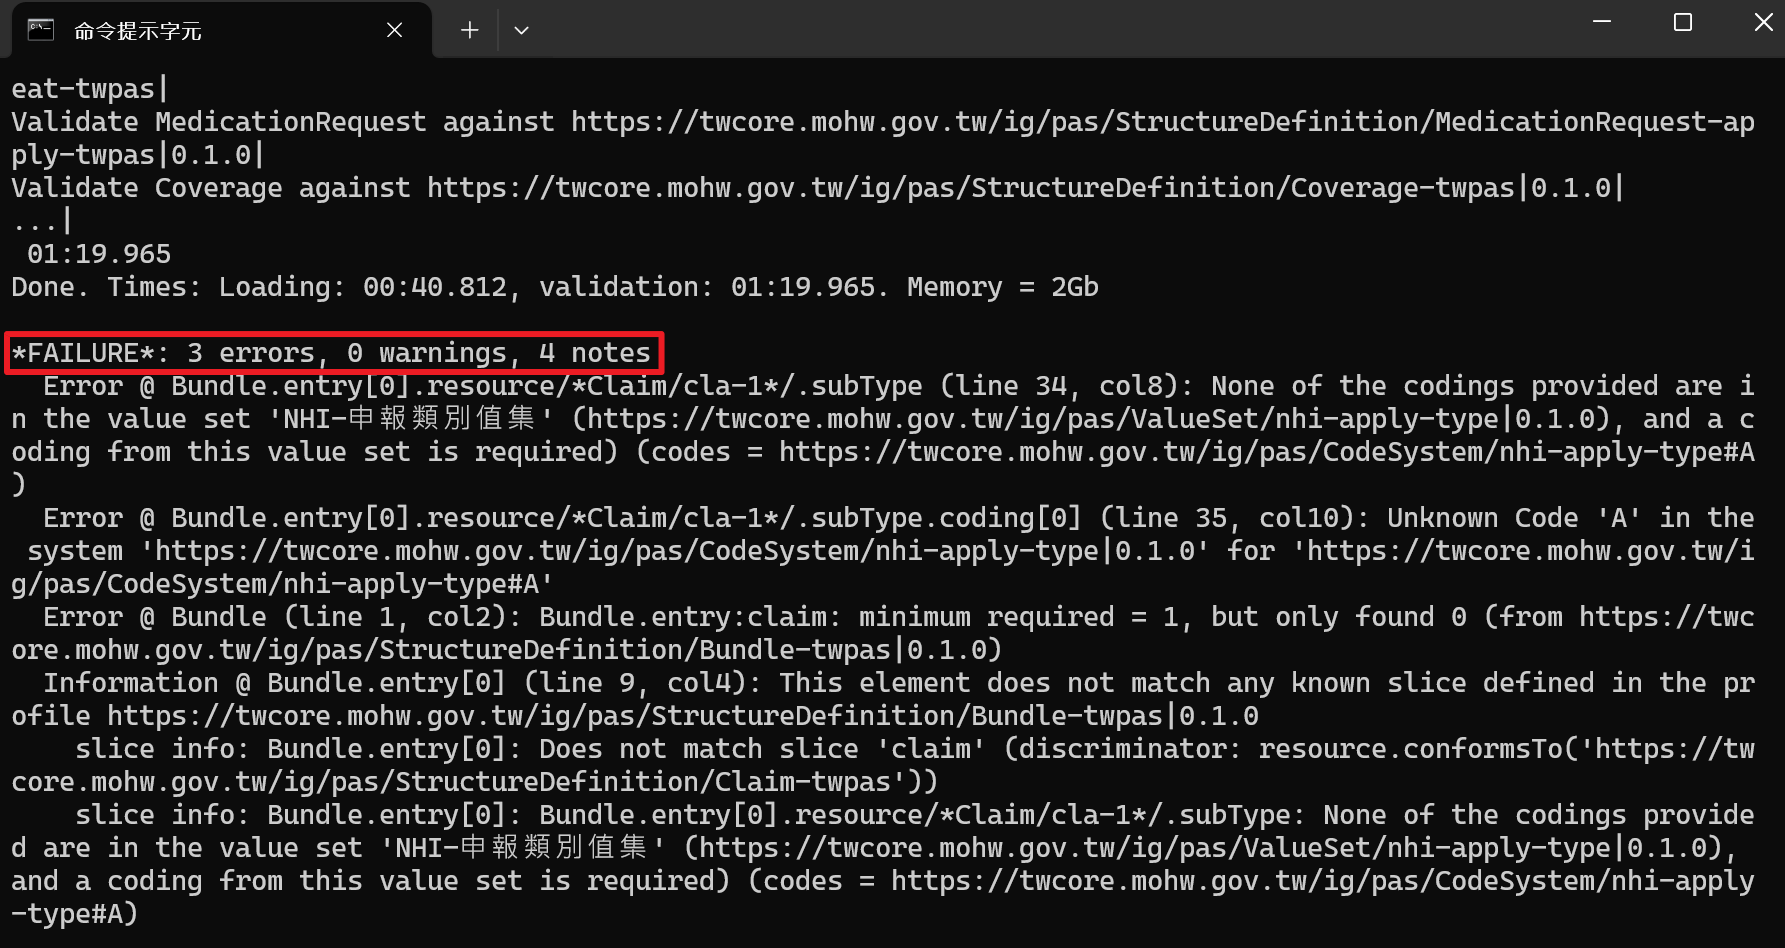 命令提示字元
eat-twpas|
Validate MedicationRequest against https://twcore.mohw.gov.tw/ig/pas/StructureDefinition/MedicationRequest-ap
ply-twpas|0.1.0|
Validate Coverage against https://twcore.mohw.gov.tw/ig/pas/StructureDefinition/Coverage-twpas|0.1.0|
...|
01:19.965
Done. Times: Loading: 00:40.812, validation: 01:19.965. Memory = 2Gb
*FAILURE*: 3 errors, 0 warnings, 4 notes
Error @ Bundle.entry[0].resource/*Claim/cla-1*/.subType (line 34, col8): None of the codings provided are i
n the value set 'NHI-申報類別值集' (https://twcore.mohw.gov.tw/ig/pas/ValueSet/nhi-apply-type|0.1.0), and a c
oding from this value set is required) (codes = https://twcore.mohw.gov.tw/ig/pas/CodeSystem/nhi-apply-type#A
)
Error @ Bundle.entry[0].resource/*Claim/cla-1*/.subType.coding[0] (line 35, col10): Unknown Code 'A' in the
system 'https://twcore.mohw.gov.tw/ig/pas/CodeSystem/nhi-apply-type|0.1.0' for 'https://twcore.mohw.gov.tw/i
g/pas/CodeSystem/nhi-apply-type#A'
Error @ Bundle (line 1, col2): Bundle.entry:claim: minimum required = 1, but only found 0 (from https://twc
ore.mohw.gov.tw/ig/pas/StructureDefinition/Bundle-twpas|0.1.0)
Information @ Bundle.entry[0] (line 9, col4): This element does not match any known slice defined in the pr
ofile https://twcore.mohw.gov.tw/ig/pas/StructureDefinition/Bundle-twpas|0.1.0
slice info: Bundle.entry[0]: Does not match slice 'claim' (discriminator: resource.conformsTo('https://tw
core.mohw.gov.tw/ig/pas/StructureDefinition/Claim-twpas'))
slice info: Bundle.entry[0]: Bundle.entry[0].resource/*Claim/cla-1*/.subType: None of the codings provide
d are in the value set 'NHI-申報類別值集' (https://twcore.mohw.gov.tw/ig/pas/ValueSet/nhi-apply-type|0.1.0),
and a coding from this value set is required) (codes = https://twcore.mohw.gov.tw/ig/pas/CodeSystem/nhi-apply
-type#A)